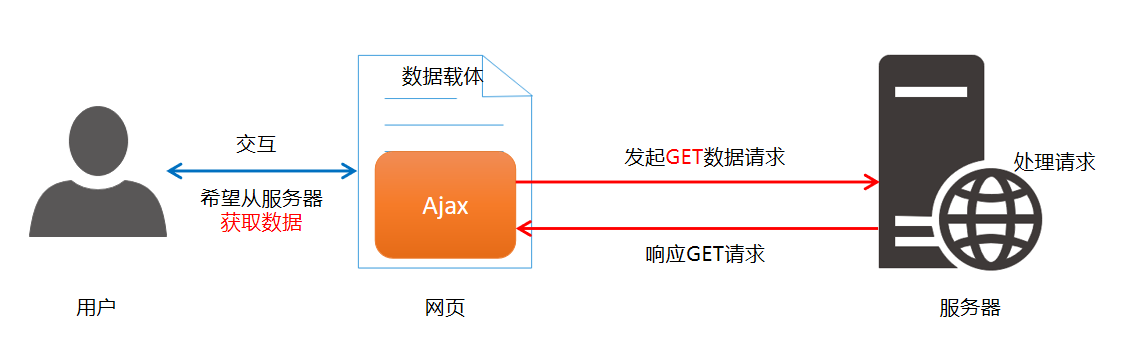 数据载体
交互
希望从服务器
获取数据
Ajax
发起GET数据请求
响应GET请求
处理请求
用户
网页
服务器